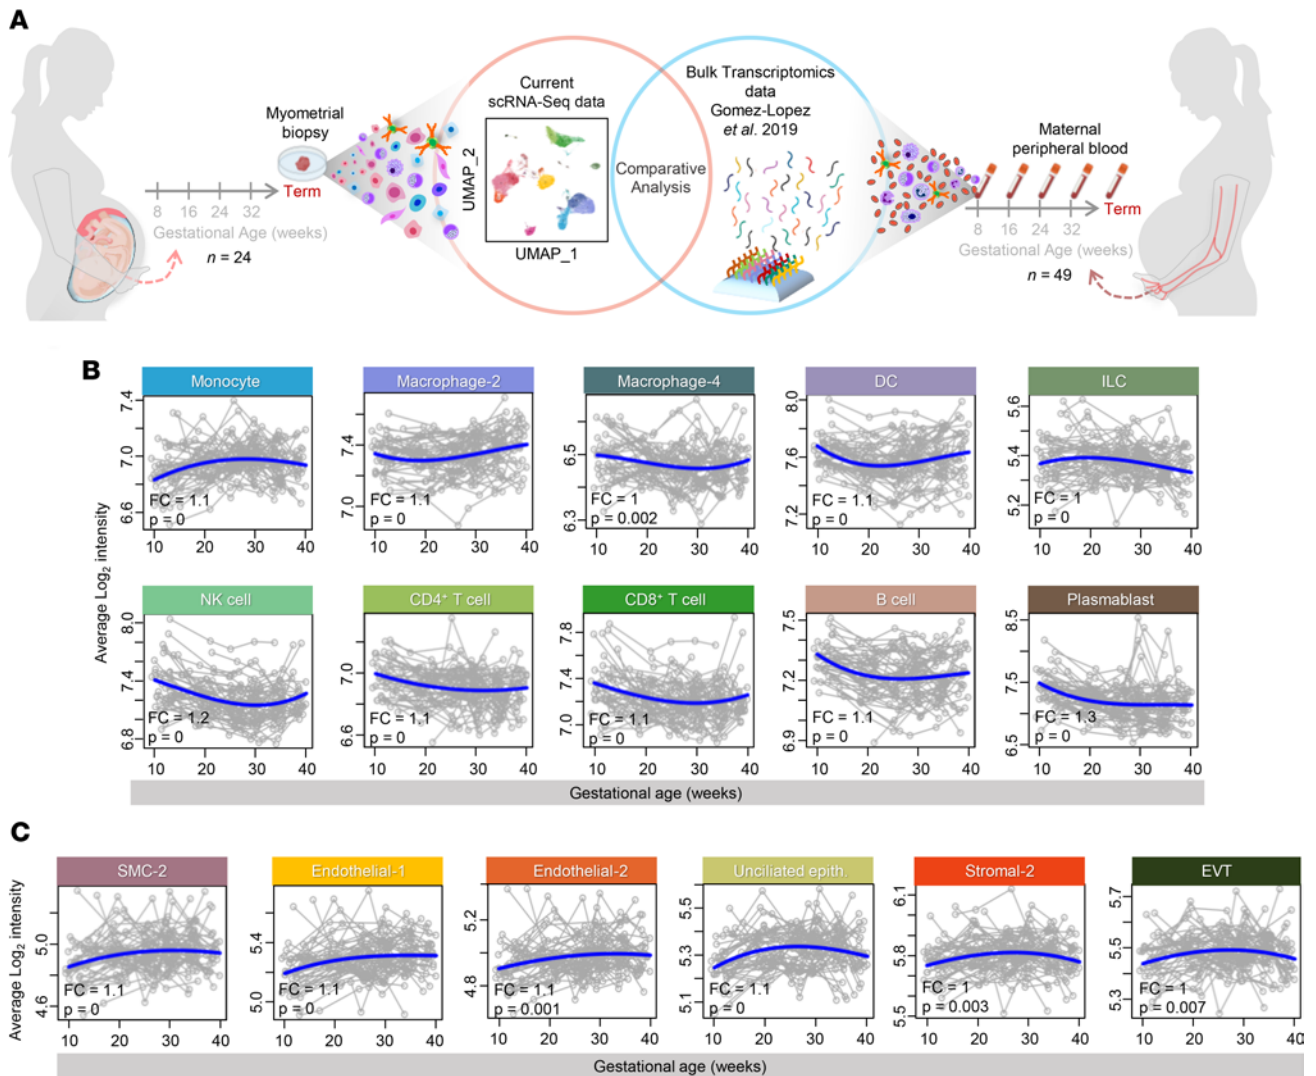 A
Myometrial
biopsy
Term
8 16 24 32
Gestational Age (weeks)
n = 24
Current
scRNA-Seq data
UMAP_2
UMAP_1
Comparative
Analysis
Bulk Transcriptomics
data
Gomez-Lopez
et al. 2019
Maternal
peripheral blood
Term
8 16 24 32
Gestational Age (weeks)
n = 49
B
Average Log2 intensity
Monocyte
7.4
7.0
6.6
FC = 1.1
p = 0
10 20 30 40
Macrophage-2
7.4
7.0
FC = 1.1
p = 0
10 20 30 40
Macrophage-4
6.5
6.3
FC = 1
p = 0.002
10 20 30 40
DC
8.0
7.6
7.2
FC = 1.1
p = 0
10 20 30 40
ILC
5.6
5.4
5.2
FC = 1
p = 0
10 20 30 40
NK cell
8.0
7.4
6.8
FC = 1.2
p = 0
10 20 30 40
CD4+ T cell
7.0
6.6
FC = 1.1
p = 0
10 20 30 40
CD8+ T cell
7.8
7.4
7.0
FC = 1.1
p = 0
10 20 30 40
B cell
7.5
7.2
6.9
FC = 1.1
p = 0
10 20 30 40
Plasmablast
8.5
7.5
6.5
FC = 1.3
p = 0
10 20 30 40
Gestational age (weeks)
C
Average Log2 intensity
SMC-2
5.0
4.6
FC = 1.1
p = 0
10 20 30 40
Endothelial-1
5.4
5.0
FC = 1.1
p = 0
10 20 30 40
Endothelial-2
5.2
4.8
FC = 1.1
p = 0.001
10 20 30 40
Unciliated epith.
5.5
5.3
5.1
FC = 1.1
p = 0
10 20 30 40
Stromal-2
6.1
5.8
5.5
FC = 1
p = 0.003
10 20 30 40
EVT
5.7
5.5
5.3
FC = 1
p = 0.007
10 20 30 40
Gestational age (weeks)